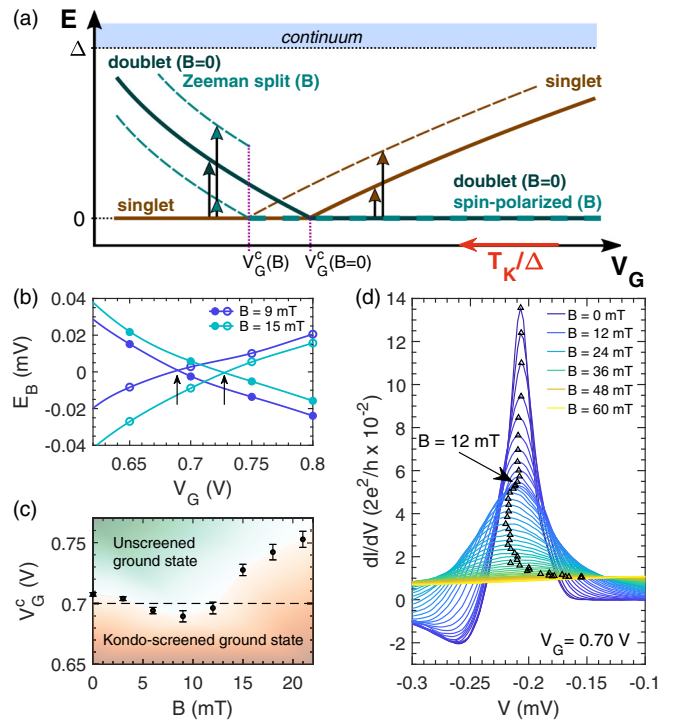 (a)
E
continuum
Δ
doublet (B=0)
Zeeman split (B)
singlet
doublet (B=0)
spin-polarized (B)
singlet
0
V_G^c(B)
V_G^c(B=0)
T_K/Δ
V_G
(b)
0.04
0.02
0
-0.02
-0.04
E_B (mV)
B = 9 mT
B = 15 mT
0.65
0.7
0.75
0.8
V_G (V)
(c)
0.75
0.7
0.65
V_G^c (V)
Unscreened
ground state
Kondo-screened ground state
0
5
10
15
20
B (mT)
(d)
14
12
10
8
6
4
2
0
-2
dI/dV (2e²/h x 10⁻²)
B = 0 mT
B = 12 mT
B = 24 mT
B = 36 mT
B = 48 mT
B = 60 mT
B = 12 mT
V_G = 0.70 V
-0.3
-0.2
-0.2
-0.1
-0.1
V (mV)